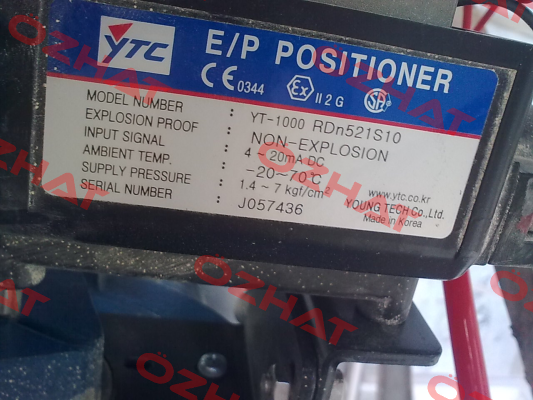 YTC
E/P POSITIONER
CE 0344 Ex II 2 G SA
MODEL NUMBER : YT-1000 RDn521S10
EXPLOSION PROOF : NON-EXPLOSION
INPUT SIGNAL : 4~20mA DC
AMBIENT TEMP. : -20~70℃
SUPPLY PRESSURE : 1.4~7 kgf/cm²
SERIAL NUMBER : J057436
www.ytc.co.kr
YOUNG TECH Co., Ltd.
Made in Korea
OZHAT
OZHAT
OZHAT
OZHAT
OZHAT
OZHAT
OZHAT